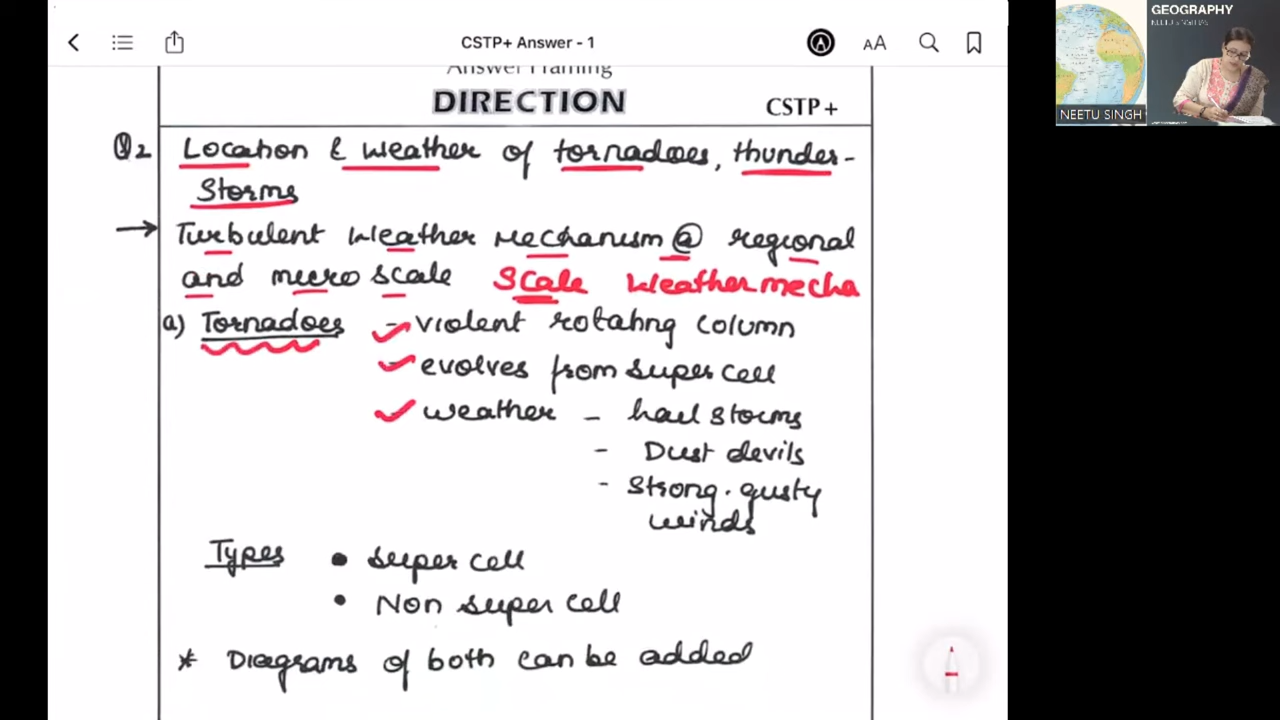 CSTP+ Answer - 1
AA
GEOGRAPHY
NEETU SINGH
Answer Framing
DIRECTION
CSTP +
Q2 Location & weather of tornadoes, thunder-
storms
→ Turbulent weather mechanism @ regional
and micro scale Scale Weather mecha
a) Tornadoes - violent rotating column
evolves from super cell
weather - hail storms
- Dust devils
- Strong. gusty
winds
Types • super cell
• Non super cell
* Diagrams of both can be added